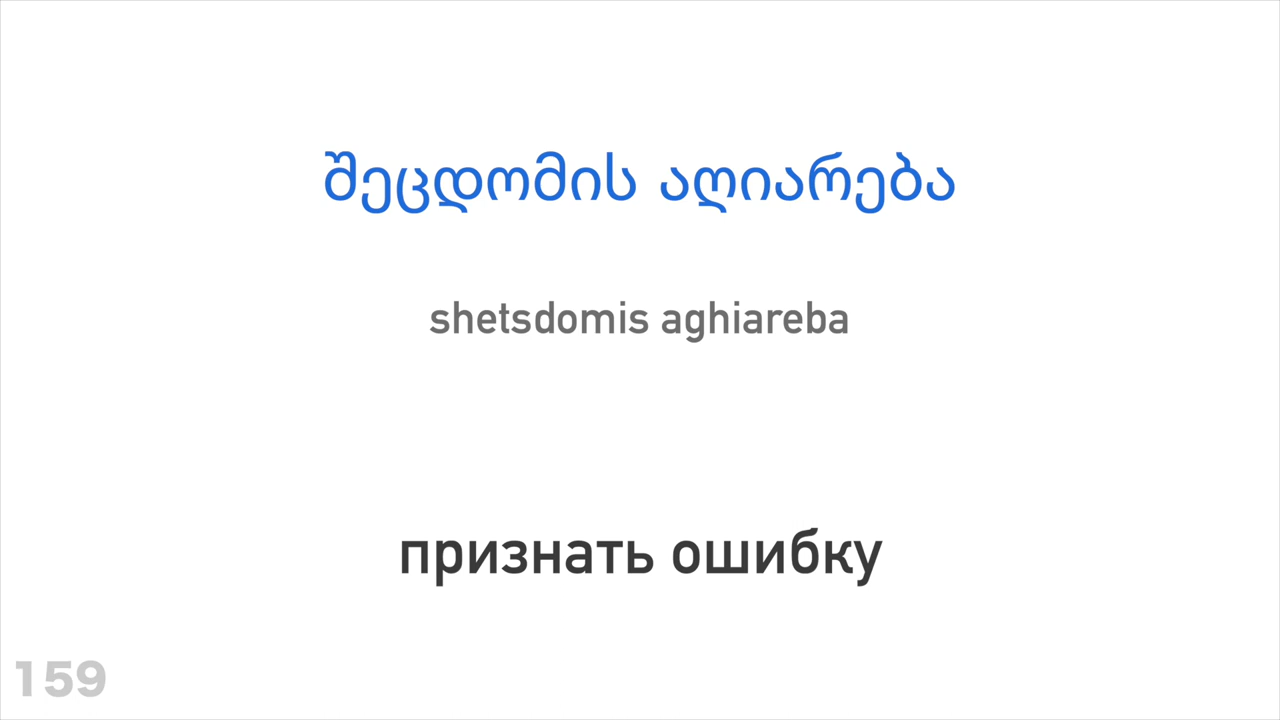 შეცდომის აღიარება
shetsdomis aghiareba
признать ошибку
159